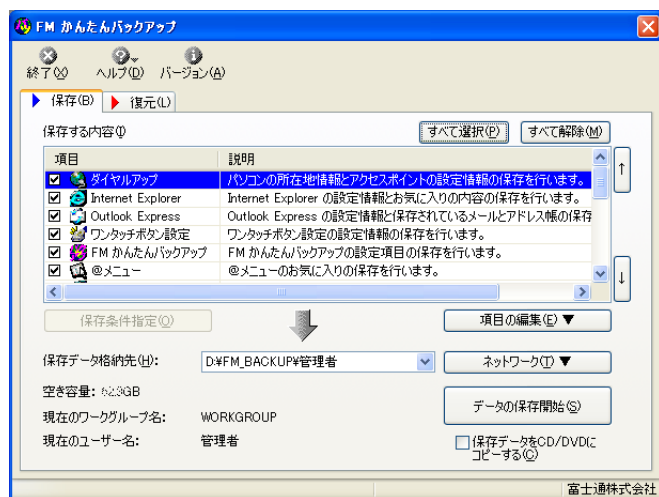 FM かんたんバックアップ
終了(X) ヘルプ(D) バージョン(A)
保存(B) 復元(L)
保存する内容(I) すべて選択(P) すべて解除(M)
項目 説明
ダイヤルアップ パソコンの所在地情報とアクセスポイントの設定情報の保存を行います。
Internet Explorer Internet Explorer の設定情報とお気に入りの内容の保存を行います。
Outlook Express Outlook Express の設定情報と保存されているメールとアドレス帳の保存
ワンタッチボタン設定 ワンタッチボタン設定の設定情報の保存を行います。
FM かんたんバックアップ FM かんたんバックアップの設定項目の保存を行います。
@メニュー @メニューのお気に入りの保存を行います。
保存条件指定(O) 項目の編集(E) ▼
保存データ格納先(H): D:¥FM_BACKUP¥管理者 ネットワーク(T) ▼
空き容量:
データの保存開始(S)
現在のワークグループ名: WORKGROUP
現在のユーザー名: 管理者
保存データをCD/DVDに
コピーする(C)
富士通株式会社